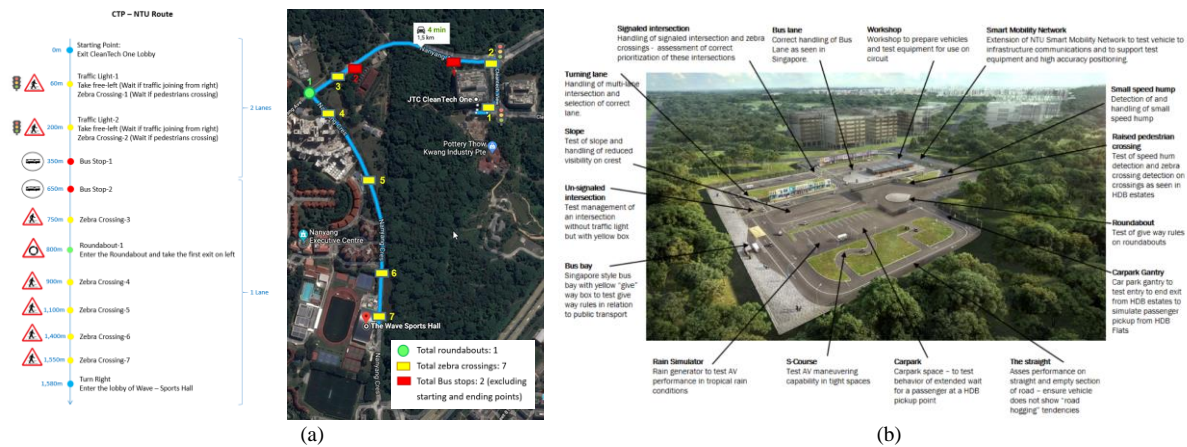 CTP – NTU Route
0m
Starting Point:
Exit CleanTech One Lobby
60m
Traffic Light-1
Take free-left (Wait if traffic joining from right)
Zebra Crossing-1 (Wait if pedestrians crossing)
200m
Traffic Light-2
Take free-left (Wait if traffic joining from right)
Zebra Crossing-2 (Wait if pedestrians crossing)
2 Lanes
350m
Bus Stop-1
650m
Bus Stop-2
750m
Zebra Crossing-3
800m
Roundabout-1
Enter the Roundabout and take the first exit on left
900m
Zebra Crossing-4
1 Lane
1,100m
Zebra Crossing-5
1,400m
Zebra Crossing-6
1,550m
Zebra Crossing-7
1,580m
Turn Right
Enter the lobby of Wave – Sports Hall
4 min
1.5 km
Nanyang
2
1
3
4
JTC CleanTech One
1
Pottery Thow
Kwang Industry Pte
5
Nanyang
Executive Centre
Nanyang Cres
6
7
The Wave Sports Hall
Nanyang Cres
Total roundabouts: 1
Total zebra crossings: 7
Total Bus stops: 2 (excluding
starting and ending points)
(a)
Signaled intersection
Handling of signaled intersection and zebra
crossings - assessment of correct
prioritization of these intersections
Bus lane
Correct handling of Bus
Lane as seen in
Singapore.
Workshop
Workshop to prepare vehicles
and test equipment for use on
circuit
Smart Mobility Network
Extension of NTU Smart Mobility Network to test vehicle to
infrastructure communications and to support test
equipment and high accuracy positioning.
Turning lane
Handling of multi-lane
intersection and
selection of correct
lane.
Slope
Test of slope and
handling of reduced
visibility on crest
Un-signaled
intersection
Test management of
an intersection
without traffic light
but with yellow box
Bus bay
Singapore style bus
bay with yellow "give"
way box to test give
way rules in relation
to public transport
Small speed hump
Detection of and
handling of small
speed hump
Raised pedestrian
crossing
Test of speed hum
detection and zebra
crossing detection on
crossings as seen in
HDB estates
Roundabout
Test of give way rules
on roundabouts
Carpark Gantry
Car park gantry to
test entry to end exit
from HDB estates to
simulate passenger
pickup from HDB
Flats
Rain Simulator
Rain generator to test AV
performance in tropical rain
conditions
S-Course
Test AV maneuvering
capability in tight spaces
Carpark
Carpark space – to test
behavior of extended wait
for a passenger at a HDB
pickup point
The straight
Asses performance on
straight and empty section
of road – ensure vehicle
does not show "road
hogging" tendencies
(b)